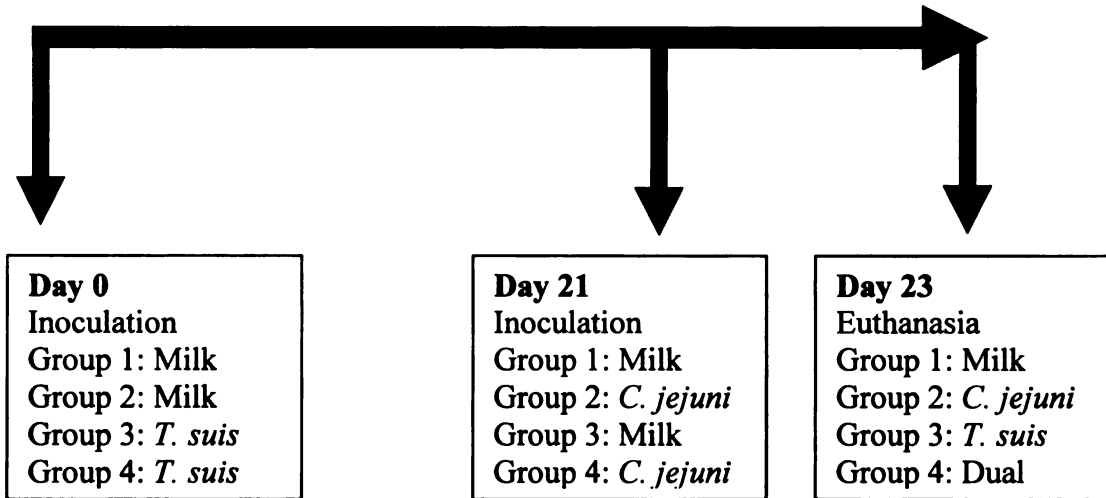 Day 0
Inoculation
Group 1: Milk
Group 2: Milk
Group 3: T. suis
Group 4: T. suis
Day 21
Inoculation
Group 1: Milk
Group 2: C. jejuni
Group 3: Milk
Group 4: C. jejuni
Day 23
Euthanasia
Group 1: Milk
Group 2: C. jejuni
Group 3: T. suis
Group 4: Dual